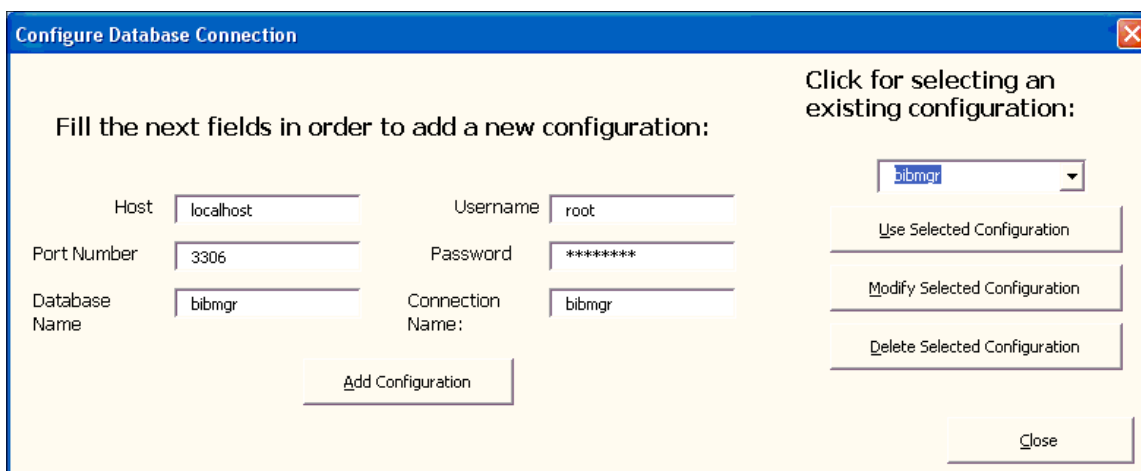 Configure Database Connection
Click for selecting an
existing configuration:
Fill the next fields in order to add a new configuration:
bibmgr
Host
localhost
Username
root
Use Selected Configuration
Port Number
3306
Password
********
Modify Selected Configuration
Database
Name
bibmgr
Connection
Name:
bibmgr
Delete Selected Configuration
Add Configuration
Close